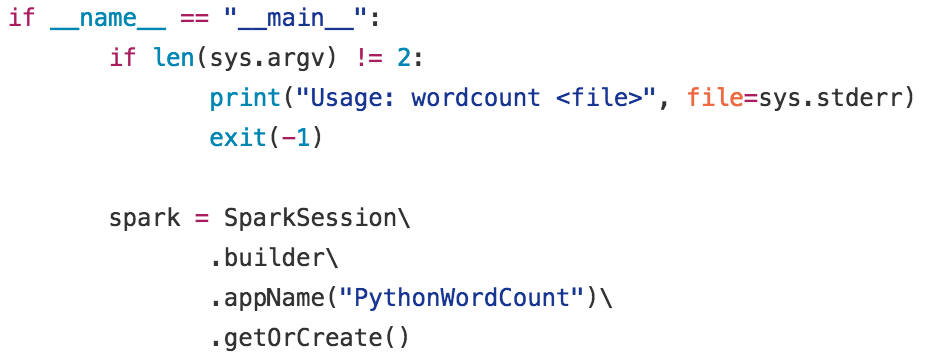 if __name__ == "__main__":
    if len(sys.argv) != 2:
        print("Usage: wordcount <file>", file=sys.stderr)
        exit(-1)

    spark = SparkSession\
        .builder\
        .appName("PythonWordCount")\
        .getOrCreate()